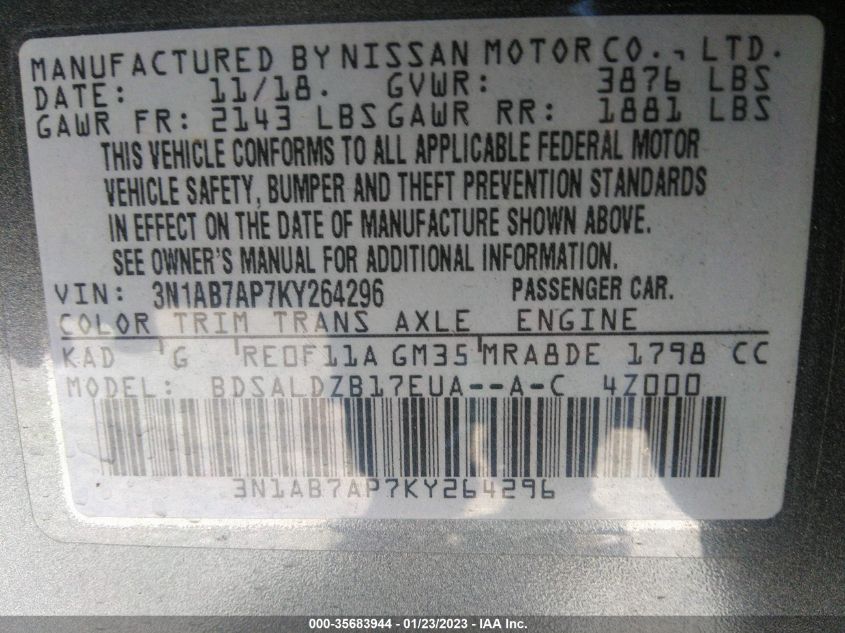 MANUFACTURED BY NISSAN MOTOR CO., LTD.
DATE: 11/18. GVWR: 3876 LBS
GAWR FR: 2143 LBS GAWR RR: 1881 LBS
THIS VEHICLE CONFORMS TO ALL APPLICABLE FEDERAL MOTOR
VEHICLE SAFETY, BUMPER AND THEFT PREVENTION STANDARDS
IN EFFECT ON THE DATE OF MANUFACTURE SHOWN ABOVE.
SEE OWNER'S MANUAL FOR ADDITIONAL INFORMATION.
VIN: 3N1AB7AP7KY264296 PASSENGER CAR.
COLOR TRIM TRANS AXLE ENGINE
KAD G RE0F11A GM35 MRA8DE 1798 CC
MODEL: BDSALDZB17EUA--A-C 4Z000
3N1AB7AP7KY264296
000-35683944 | 01/23/2023 - IAA Inc.